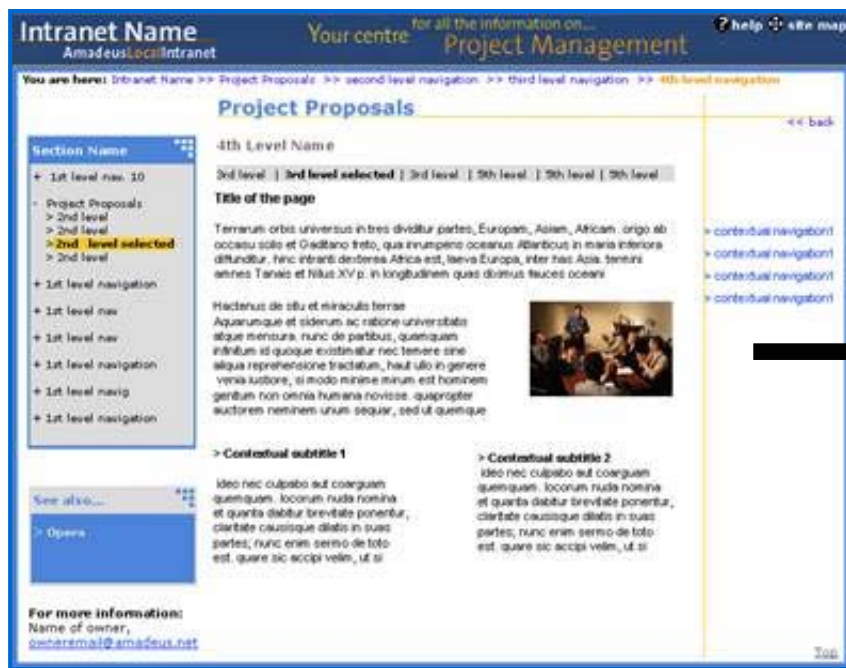 Intranet Name
AmadeusLocalIntranet
Your centre for all the information on...
Project Management
? help site map
You are here: Intranet Name >> Project Proposals >> second level navigation >> third level navigation >> 4th level navigation
Project Proposals
<< back
Section Name
+ 1st level nav. 10
- Project Proposals
> 2nd level
> 2nd level
>2nd level selected
> 2nd level
+ 1st level navigation
+ 1st level nav
+ 1st level nav
+ 1st level navigation
+ 1st level navig
+ 1st level navigation
See also...
> Opera
For more information:
Name of owner,
owneremail@amadeus.net
4th Level Name
3rd level | 3rd level selected | 3rd level | 5th level | 5th level | 5th level
Title of the page
Terrarum orbis universus in tres dividitur partes, Europam, Asiam, Africam. origo ab
occasu solis et Gaditano freto, qua inrumpens oceanus Atlanticus in maria inferiora
diffunditur. hinc intranti dexterea Africa est, laeva Europa, inter has Asia. termini
amnes Tanais et Nilus XV p. in longitudinem quas diximus fauces oceani
Hactenus de situ et miraculis terrae
Aquarumque et siderum ac ratione universitatis
atque mensura. nunc de partibus, quamquam
infinitum id quoque existimatur nec temere sine
aliqua reprehensione tractatum, haut ullo in genere
venia iustiore, si modo minime mirum est hominem
genitum non omnia humana novisse. quapropter
auctorem neminem unum sequar, sed ut quemque
> Contextual subtitle 1
ideo nec culpabo aut coarguam
quemquam. locorum nuda nomina
et quanta dabitur brevitate ponentur,
claritate causisque dilatis in suas
partes; nunc enim sermo de toto
est. quare sic accipi velim, ut si
> Contextual subtitle 2
ideo nec culpabo aut coarguam
quemquam. locorum nuda nomina
et quanta dabitur brevitate ponentur,
claritate causisque dilatis in suas
partes; nunc enim sermo de toto
est. quare sic accipi velim, ut si
> contextual navigation1
> contextual navigation1
> contextual navigation1
> contextual navigation1
Top